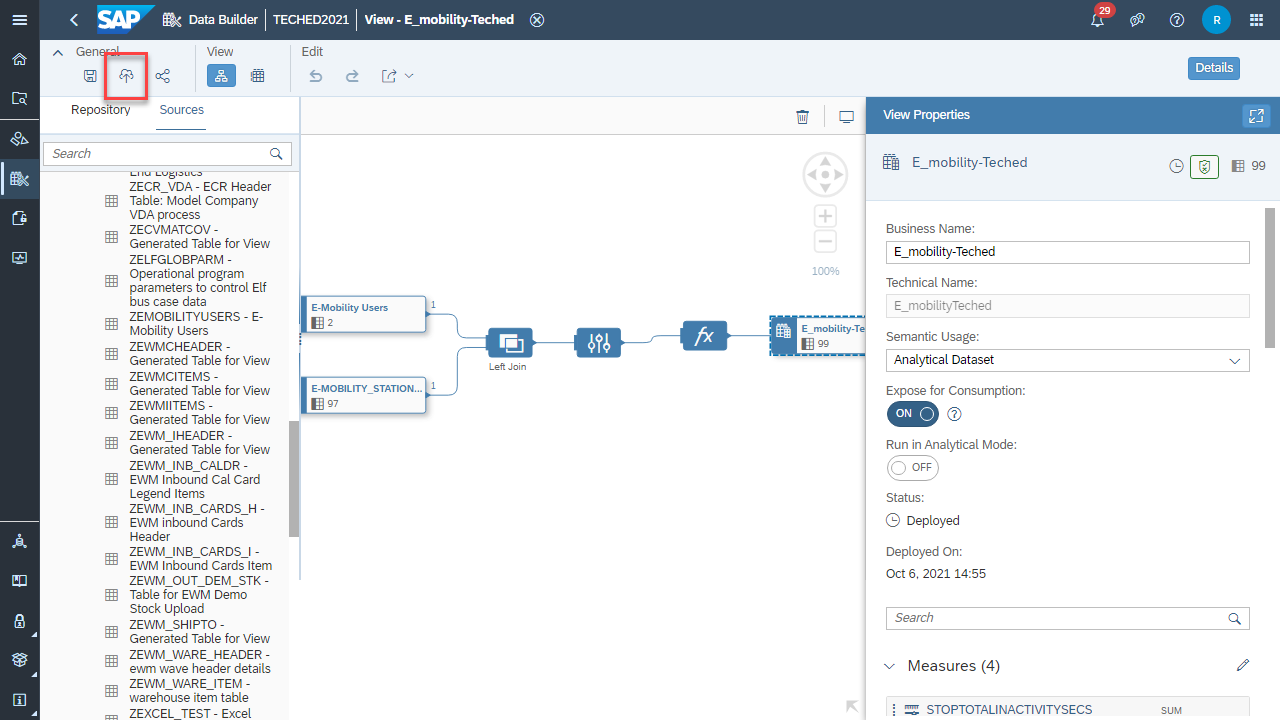 SAP
Data Builder
TECHED2021
View - E_mobility-Teched
29
R
General
View
Edit
Details
Repository
Sources
Search
End Logistics
ZECR_VDA - ECR Header
Table: Model Company
VDA process
ZECVMATCOV -
Generated Table for View
ZELFGLOBPARM -
Operational program
parameters to control Elf
bus case data
ZEMOBILITYUSERS - E-
Mobility Users
ZEWMCHEADER -
Generated Table for View
ZEWMCITEMS -
Generated Table for View
ZEWMIITEMS -
Generated Table for View
ZEWM_IHEADER -
Generated Table for View
ZEWM_INB_CALDR -
EWM Inbound Cal Card
Legend Items
ZEWM_INB_CARDS_H -
EWM inbound Cards
Header
ZEWM_INB_CARDS_I -
EWM Inbound Cards Item
ZEWM_OUT_DEM_STK -
Table for EWM Demo
Stock Upload
ZEWM_SHIPTO -
Generated Table for View
ZEWM_WARE_HEADER -
ewm wave header details
ZEWM_WARE_ITEM -
warehouse item table
ZEXCEL_TEST - Excel
100%
E-Mobility Users
2
1
E-MOBILITY_STATION...
97
1
Left Join
fx
E_mobility-Te
99
View Properties
E_mobility-Teched
99
Business Name:
E_mobility-Teched
Technical Name:
E_mobilityTeched
Semantic Usage:
Analytical Dataset
Expose for Consumption:
ON
Run in Analytical Mode:
OFF
Status:
Deployed
Deployed On:
Oct 6, 2021 14:55
Search
Measures (4)
STOPTOTALINACTIVITYSECS
SUM